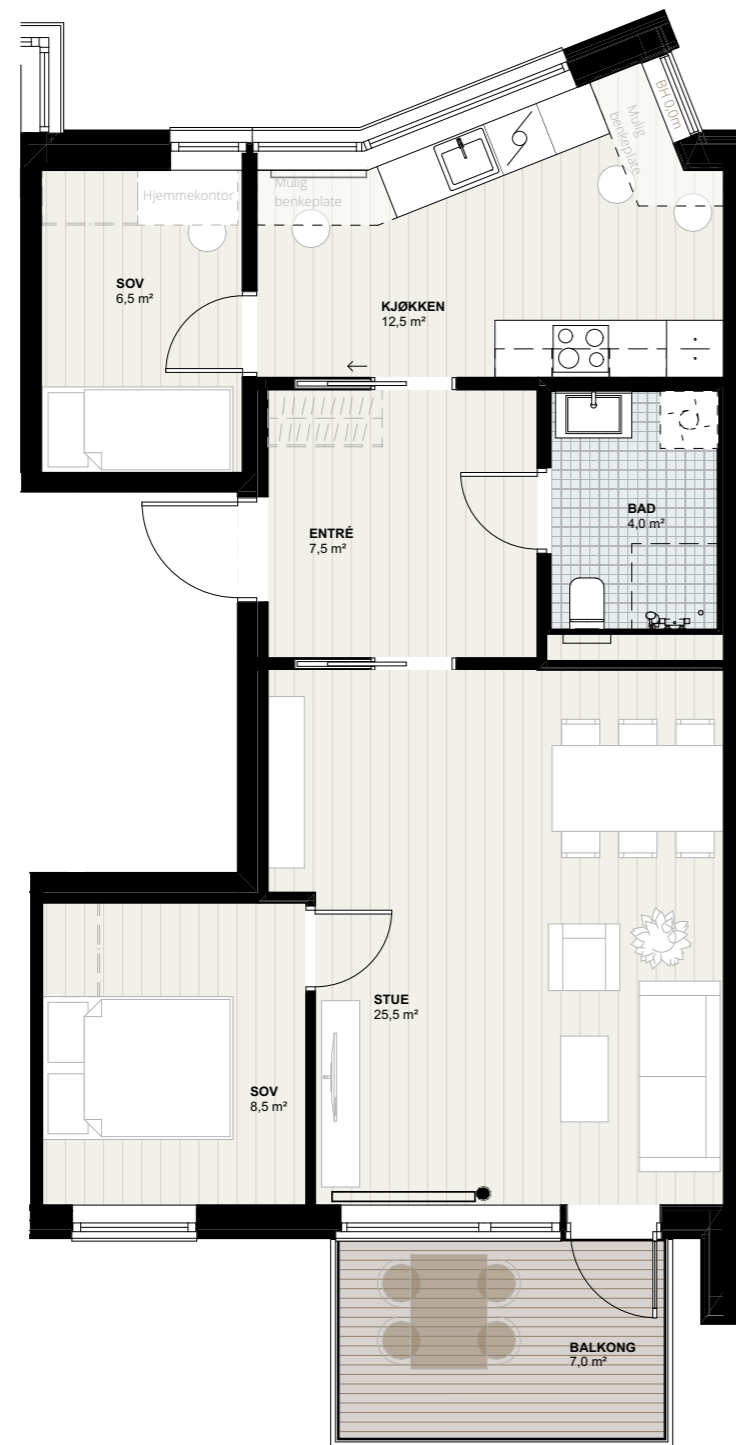 BH 0,0m
Mulig
benkeplate
Mulig
benkeplate
Hjemmekontor
SOV
6,5 m²
KJØKKEN
12,5 m²
BAD
4,0 m²
ENTRÉ
7,5 m²
STUE
25,5 m²
SOV
8,5 m²
BALKONG
7,0 m²